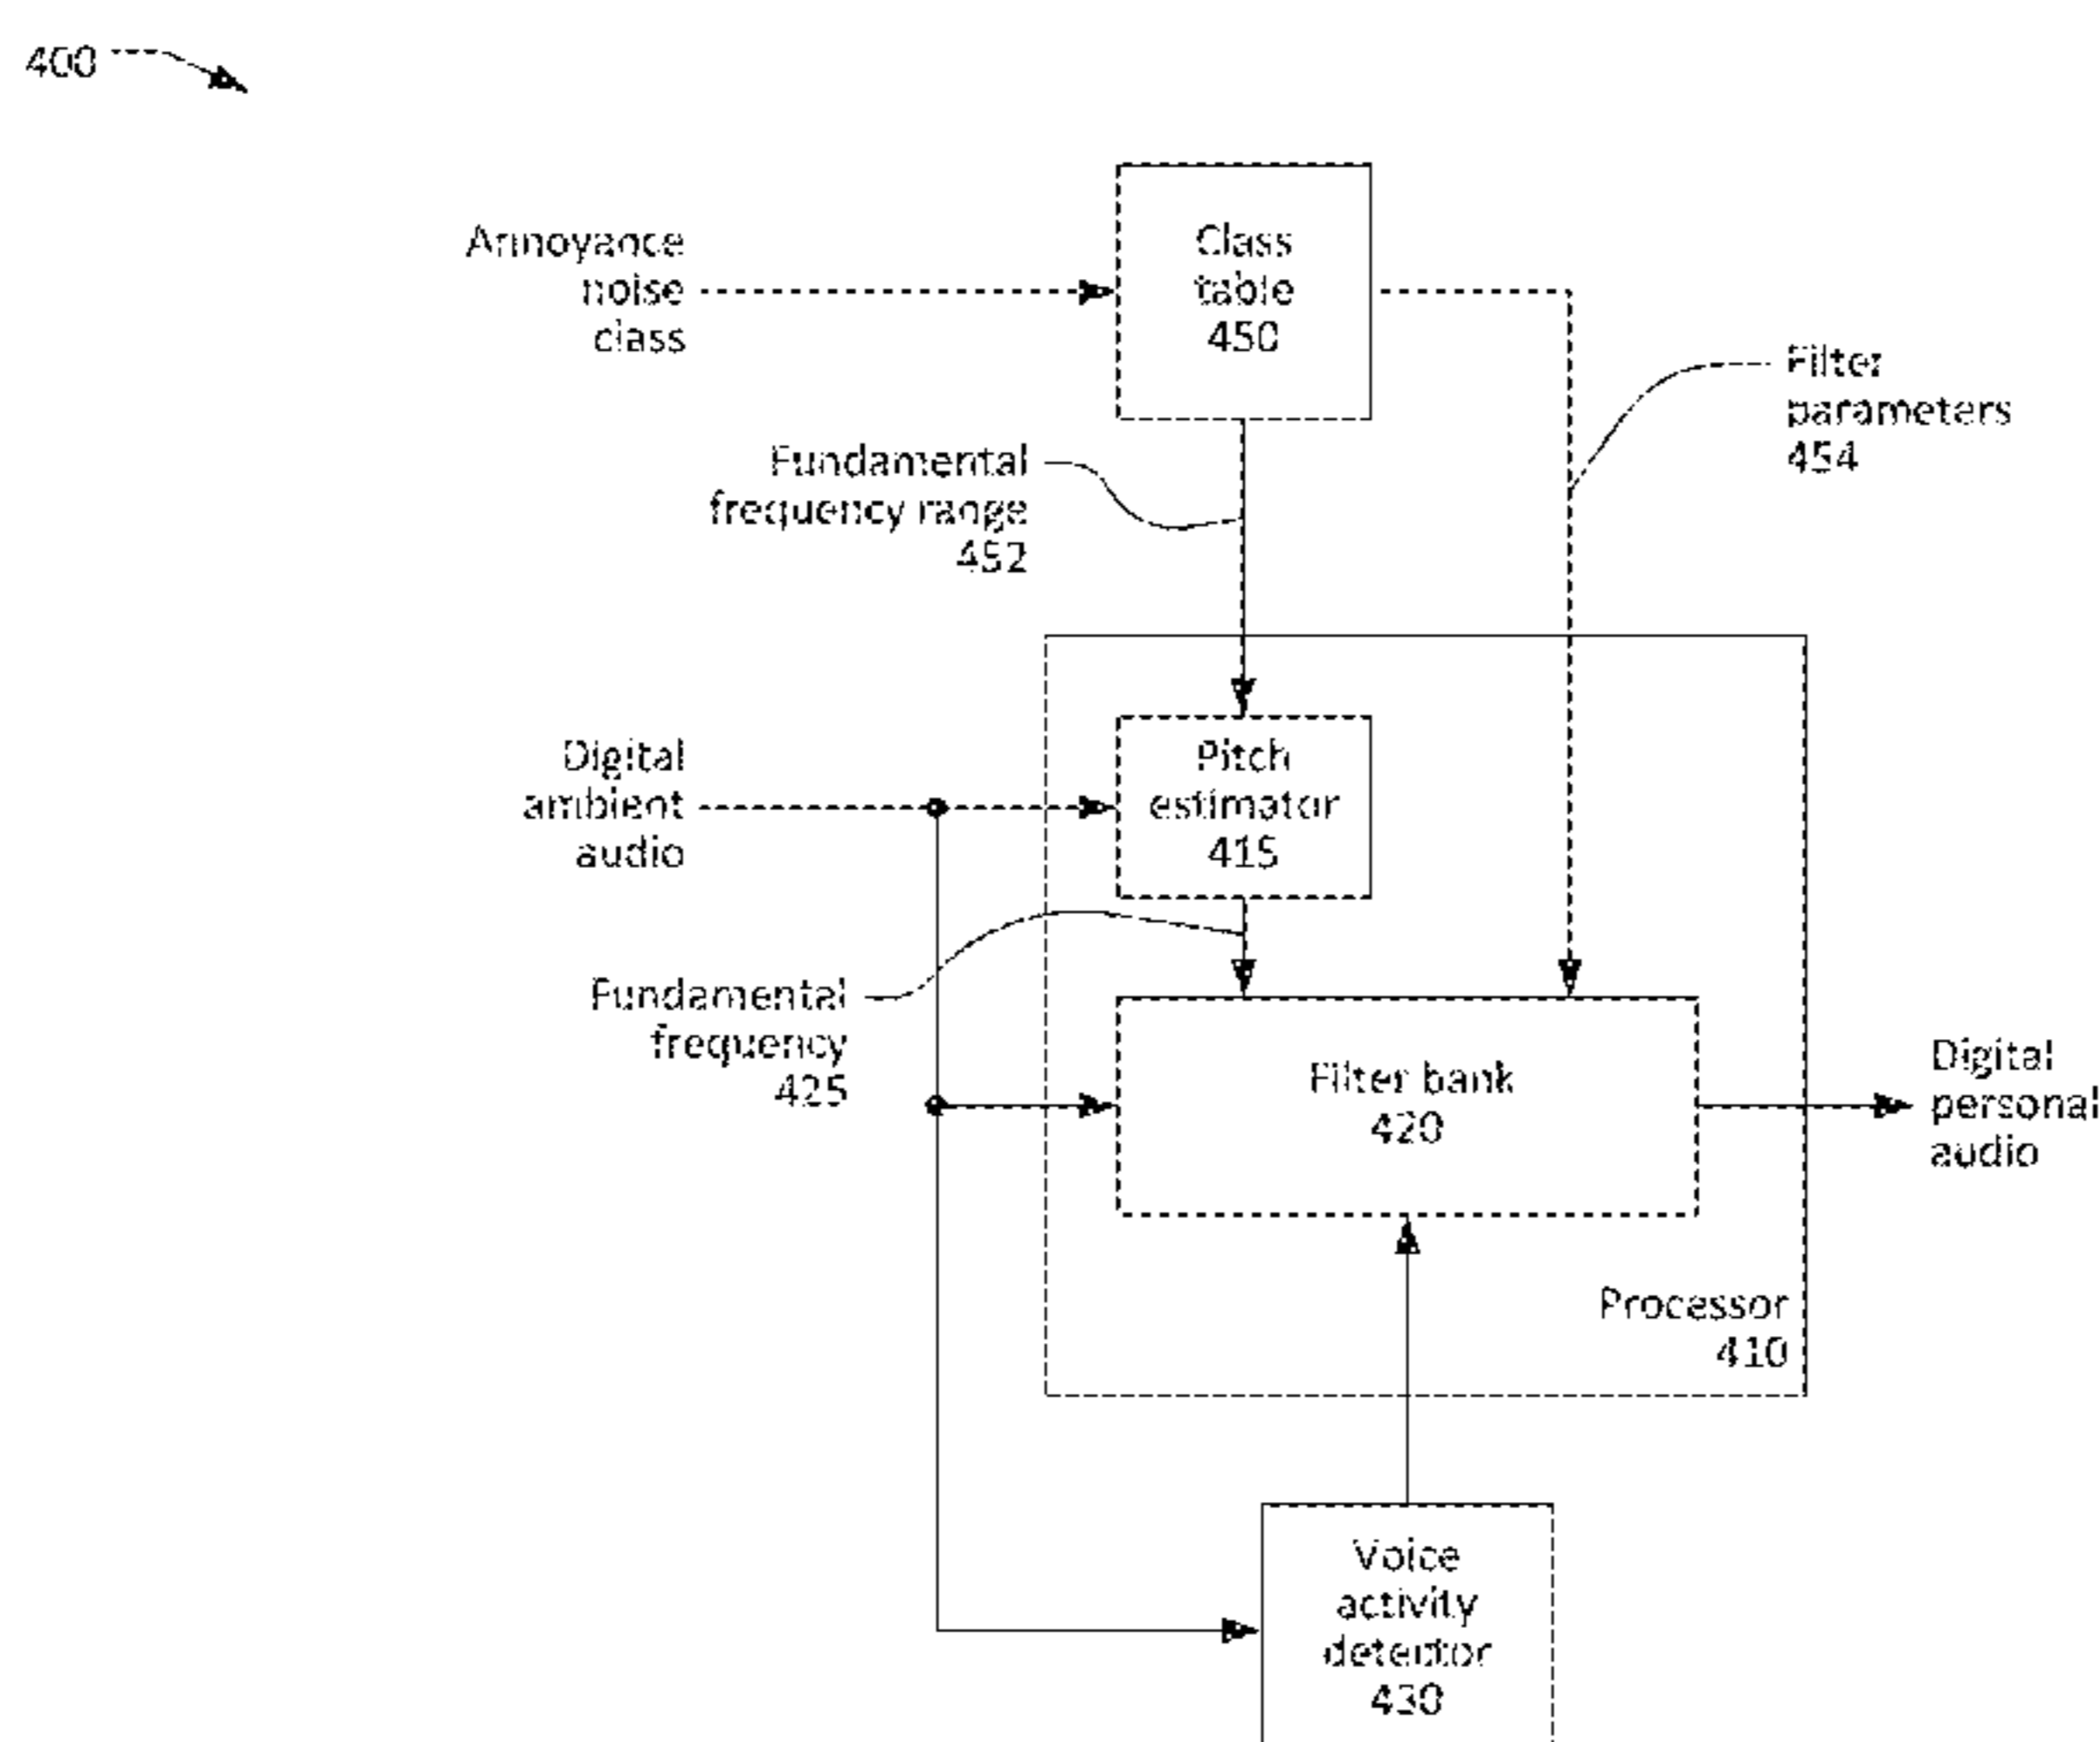 400
Annoyance
noise
class
Class
table
450
Filter
parameters
454
Fundamental
frequency range
452
Digital
ambient
audio
Pitch
estimator
415
Fundamental
frequency
425
Filter bank
420
Digital
personal
audio
Processor
410
Voice
activity
detector
430